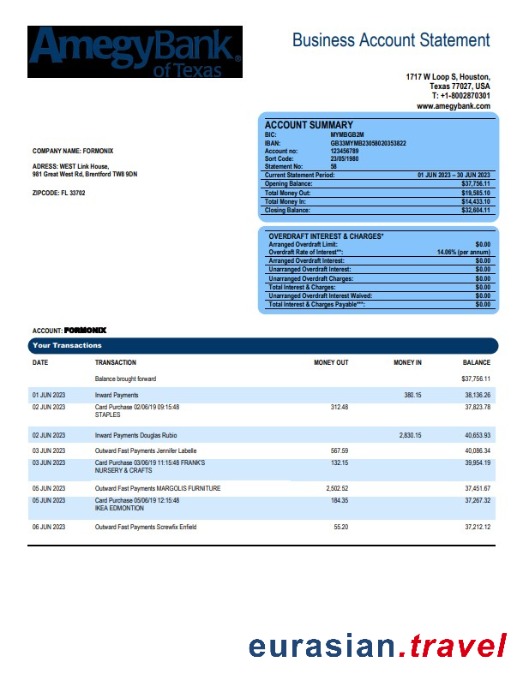 AmegyBank®
of Texas
Business Account Statement
1717 W Loop S, Houston,
Texas 77027, USA
T: +1-8002870301
www.amegybank.com
ACCOUNT SUMMARY
BIC: MYMBGB2M
IBAN: GB33MYMB23058020353822
Account no: 123456789
Sort Code: 23/05/1980
Statement No: 58
Current Statement Period: 01 JUN 2023 – 30 JUN 2023
Opening Balance: $37,756.11
Total Money Out: $19,585.10
Total Money In: $14,433.10
Closing Balance: $32,604.11
COMPANY NAME: FORMONIX
ADRESS: WEST Link House,
981 Great West Rd, Brentford TW8 9DN
ZIPCODE: FL 33702
OVERDRAFT INTEREST & CHARGES*
Arranged Overdraft Limit: $0.00
Overdraft Rate of Interest**: 14.06% (per annum)
Arranged Overdraft Interest: $0.00
Unarranged Overdraft Interest: $0.00
Unarranged Overdraft Charges: $0.00
Total Interest & Charges: $0.00
Unarranged Overdraft Interest Waived: $0.00
Total Interest & Charges Payable***: $0.00
ACCOUNT: FORMONIX
Your Transactions
DATE TRANSACTION MONEY OUT MONEY IN BALANCE
Balance brought forward $37,756.11
01 JUN 2023 Inward Payments 380.15 38,136.26
02 JUN 2023 Card Purchase 02/06/19 09:15:48 312.48 37,823.78
STAPLES
02 JUN 2023 Inward Payments Douglas Rubio 2,830.15 40,653.93
03 JUN 2023 Outward Fast Payments Jennifer Labelle 567.59 40,086.34
03 JUN 2023 Card Purchase 03/06/19 11:15:48 FRANK'S 132.15 39,954.19
NURSERY & CRAFTS
05 JUN 2023 Outward Fast Payments MARGOLIS FURNITURE 2,502.52 37,451.67
05 JUN 2023 Card Purchase 05/06/19 12:15:48 184.35 37,267.32
IKEA EDMONTION
06 JUN 2023 Outward Fast Payments Screwfix Enfield 55.20 37,212.12
eurasian.travel